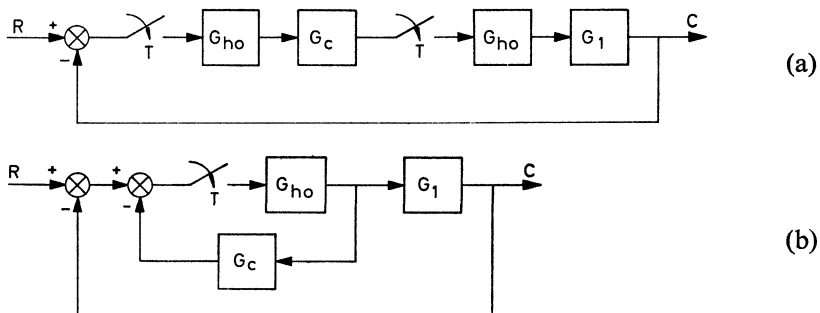 R + − T Gho Gc T Gho G1 C
(a)
R + − + − T Gho G1 C
Gc
(b)